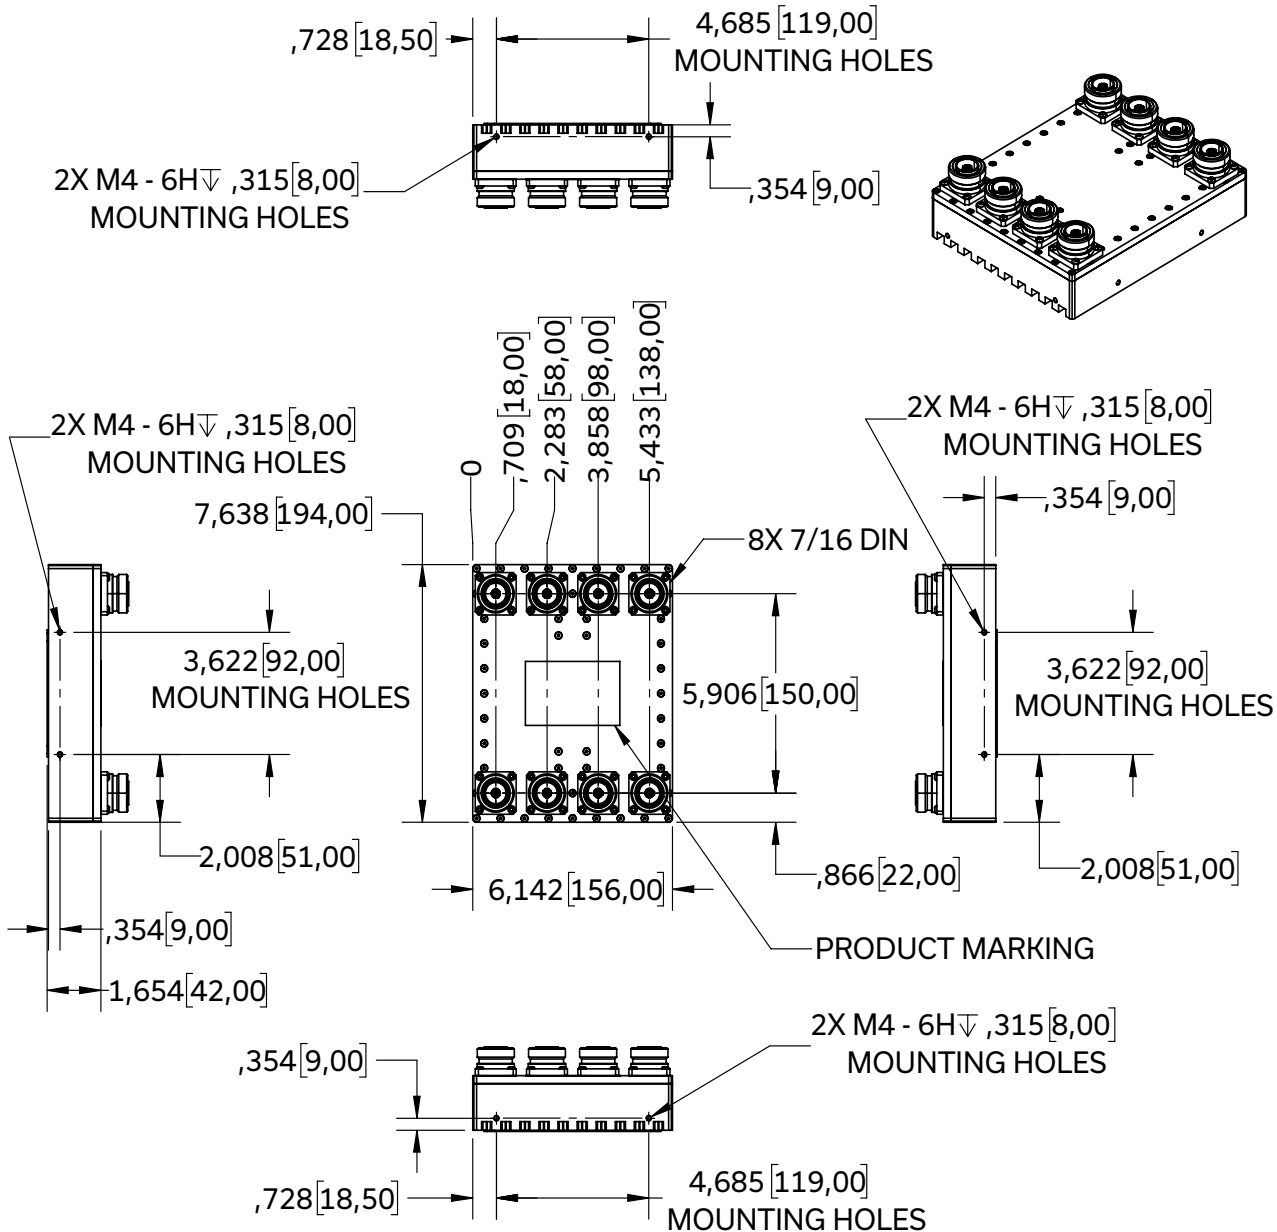 ,728[18,50]
4,685[119,00]
MOUNTING HOLES
2X M4 - 6H↧ ,315[8,00]
MOUNTING HOLES
,354[9,00]
0
,709[18,00]
2,283[58,00]
3,858[98,00]
5,433[138,00]
2X M4 - 6H↧ ,315[8,00]
MOUNTING HOLES
2X M4 - 6H↧ ,315[8,00]
MOUNTING HOLES
7,638[194,00]
,354[9,00]
8X 7/16 DIN
3,622[92,00]
MOUNTING HOLES
5,906[150,00]
3,622[92,00]
MOUNTING HOLES
2,008[51,00]
6,142[156,00]
,866[22,00]
2,008[51,00]
,354[9,00]
PRODUCT MARKING
1,654[42,00]
2X M4 - 6H↧ ,315[8,00]
MOUNTING HOLES
,354[9,00]
,728[18,50]
4,685[119,00]
MOUNTING HOLES